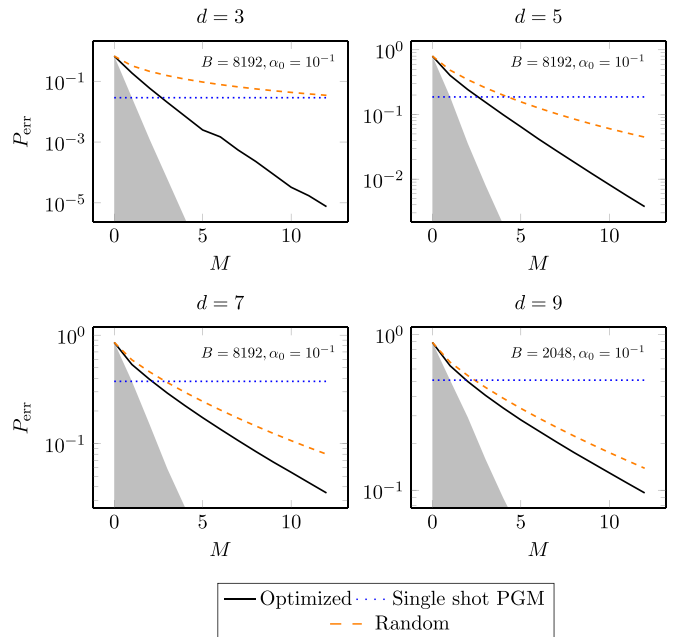 d = 3
d = 5
B = 8192, α₀ = 10⁻¹
B = 8192, α₀ = 10⁻¹
P_err
10⁻¹
10⁻³
10⁻⁵
10⁰
10⁻¹
10⁻²
0 5 10
0 5 10
M
M
d = 7
d = 9
B = 8192, α₀ = 10⁻¹
B = 2048, α₀ = 10⁻¹
P_err
10⁰
10⁻¹
10⁰
10⁻¹
0 5 10
0 5 10
M
M
Optimized Single shot PGM
Random